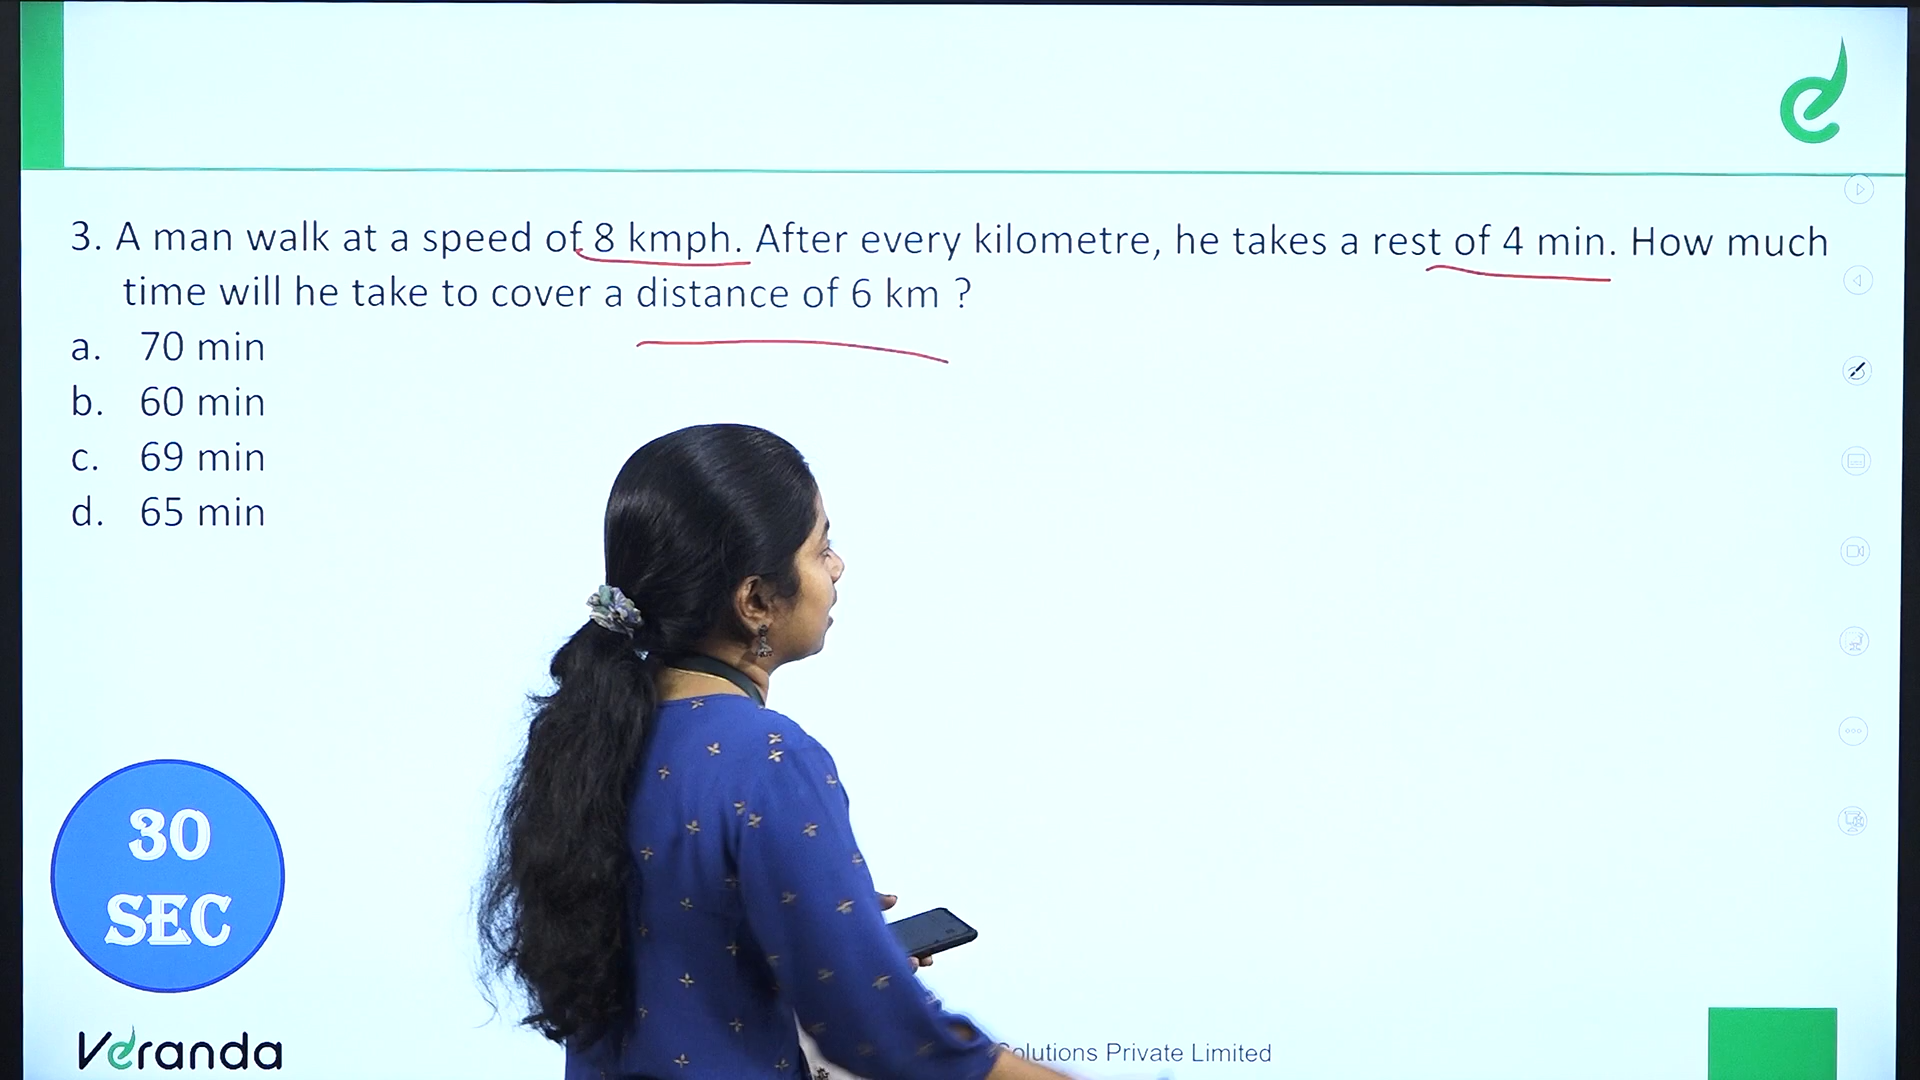 3. A man walk at a speed of 8 kmph. After every kilometre, he takes a rest of 4 min. How much
time will he take to cover a distance of 6 km ?
a. 70 min
b. 60 min
c. 69 min
d. 65 min
30
SEC
Veranda
Solutions Private Limited